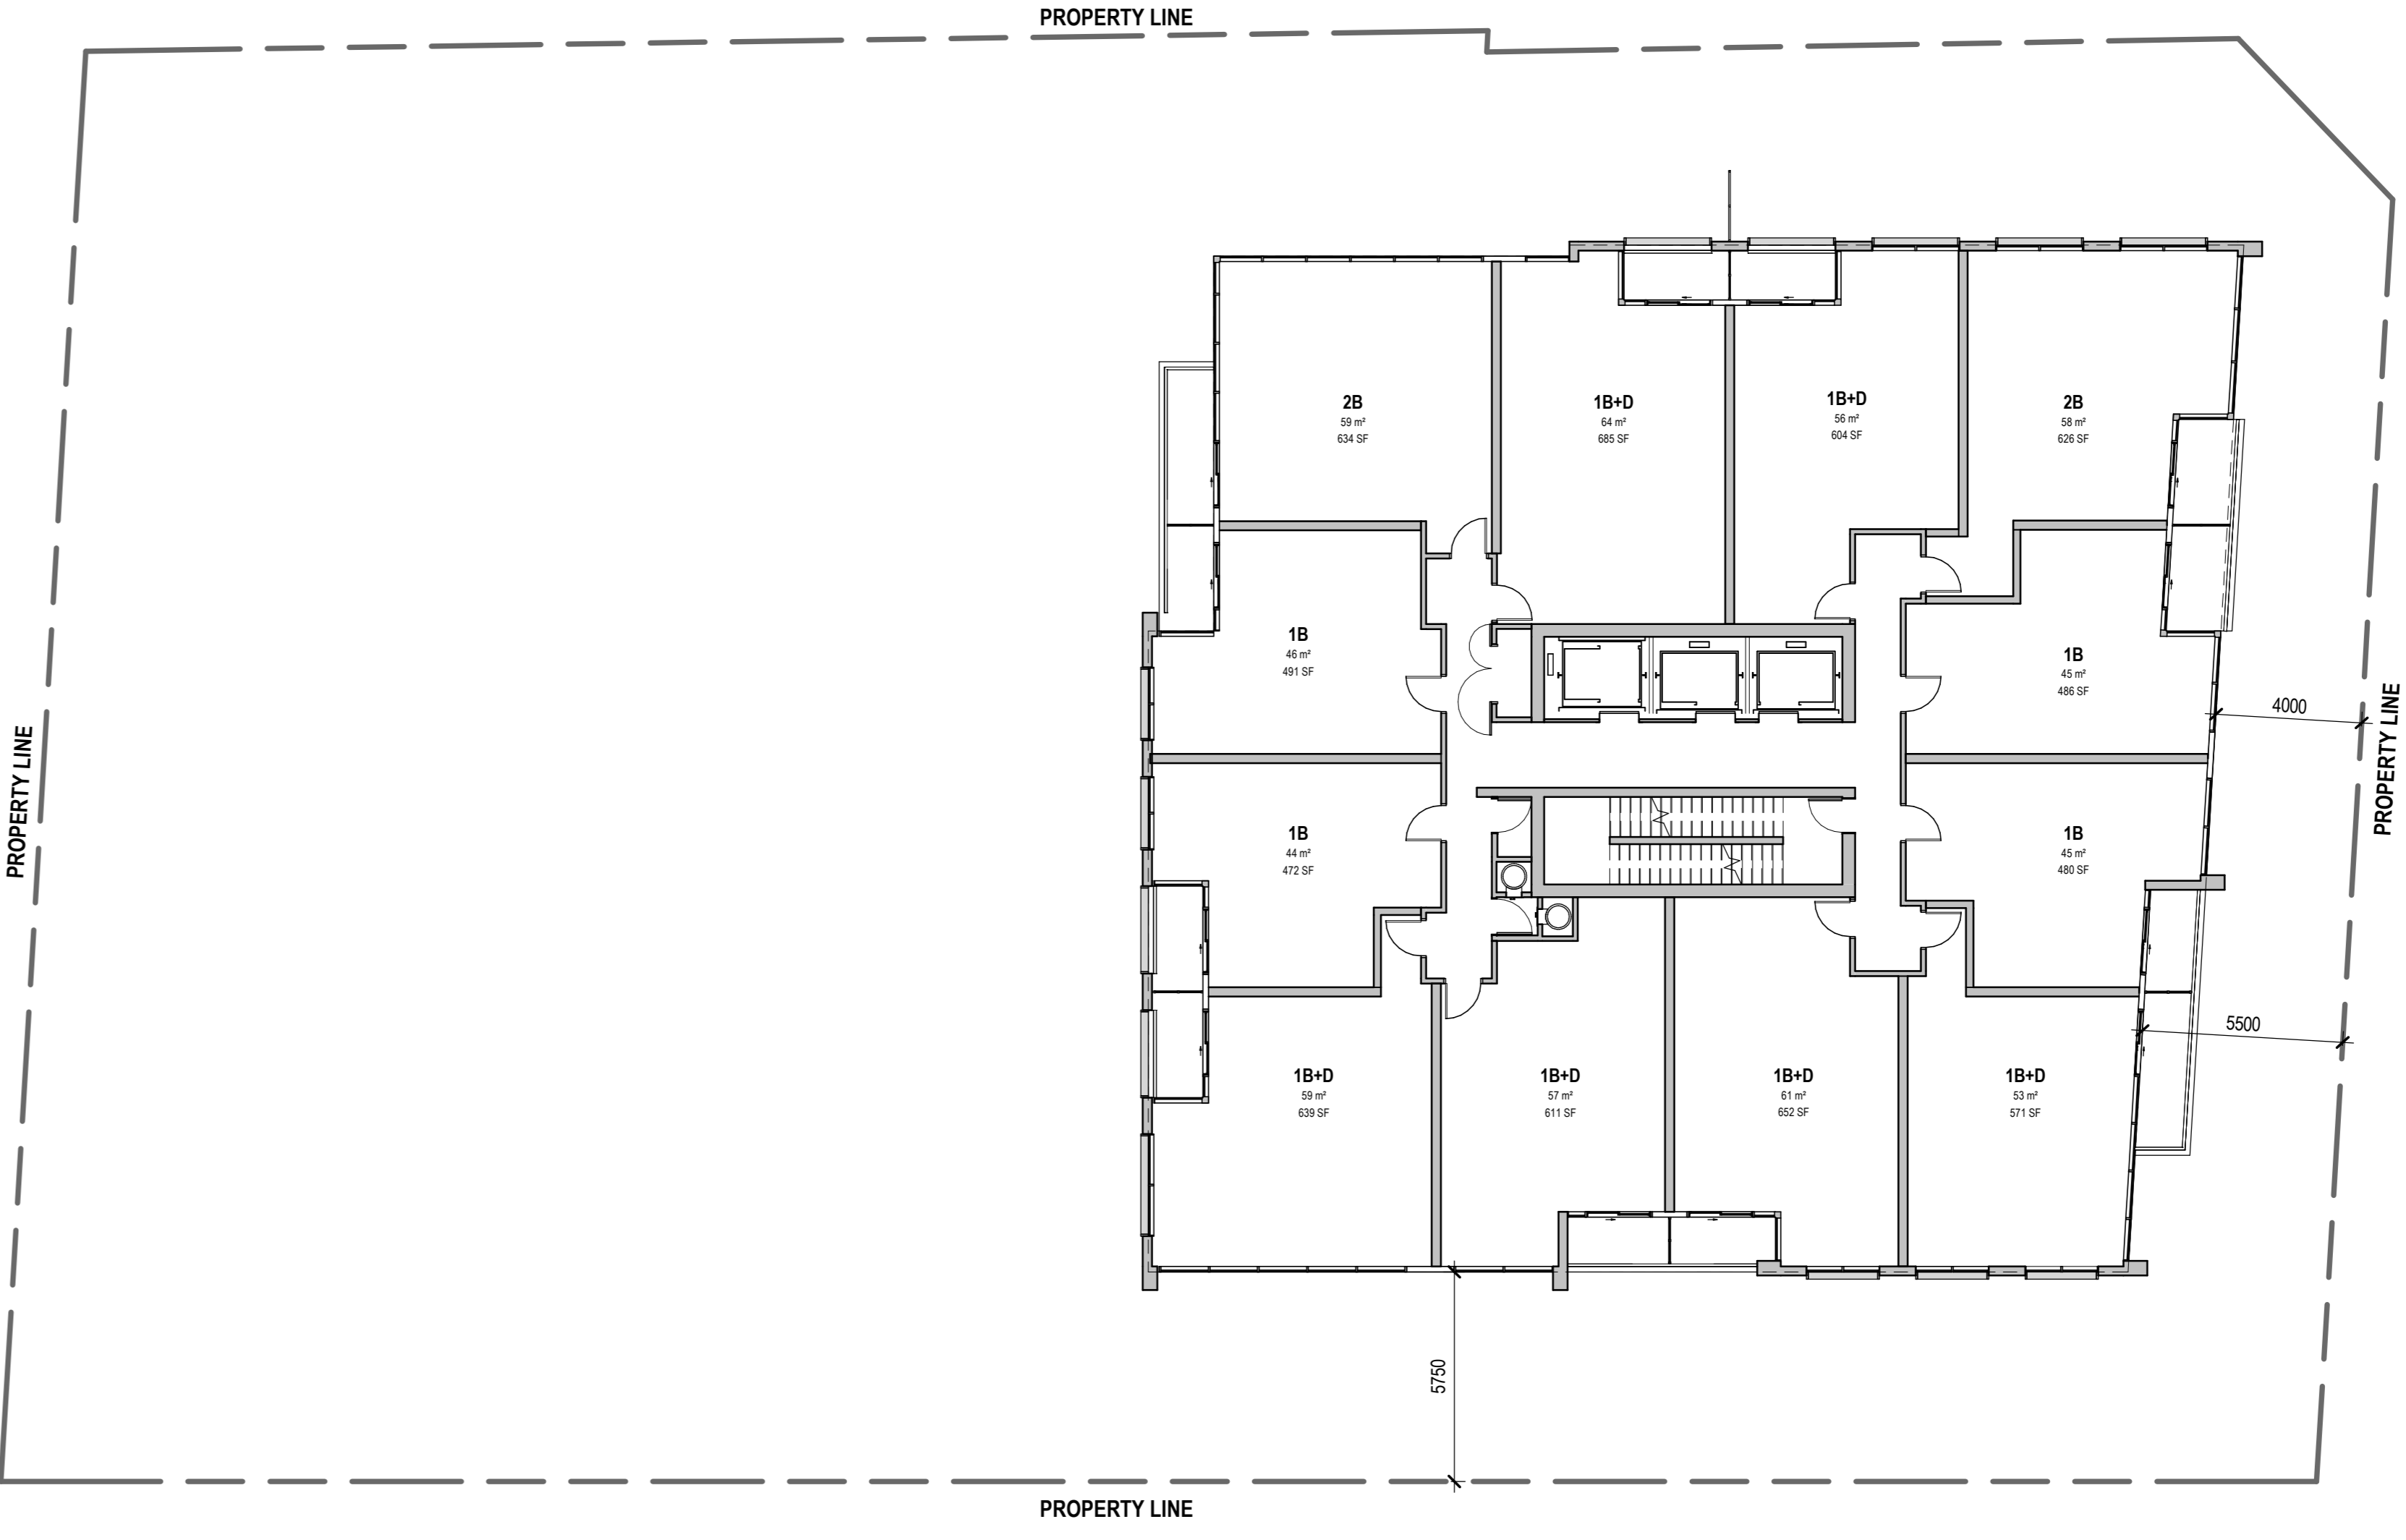 PROPERTY LINE
2B
59 m²
634 SF
1B+D
64 m²
685 SF
1B+D
56 m²
604 SF
2B
58 m²
626 SF
1B
46 m²
491 SF
1B
45 m²
486 SF
4000
PROPERTY LINE
PROPERTY LINE
1B
44 m²
472 SF
1B
45 m²
480 SF
5500
1B+D
59 m²
639 SF
1B+D
57 m²
611 SF
1B+D
61 m²
652 SF
1B+D
53 m²
571 SF
5750
PROPERTY LINE